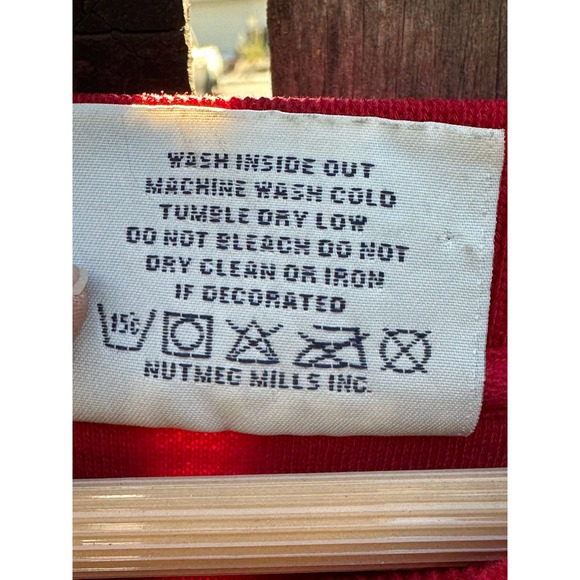 WASH INSIDE OUT
MACHINE WASH COLD
TUMBLE DRY LOW
DO NOT BLEACH DO NOT
DRY CLEAN OR IRON
IF DECORATED
15c
NUTMEG MILLS INC.